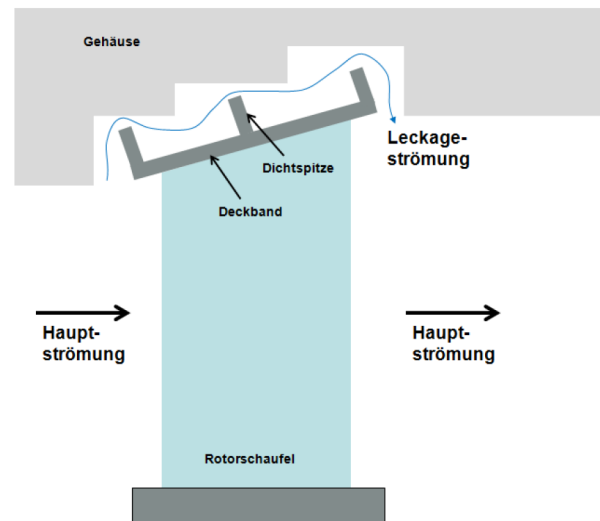 Gehäuse
Leckage-
strömung
Dichtspitze
Deckband
Haupt-
strömung
Haupt-
strömung
Rotorschaufel